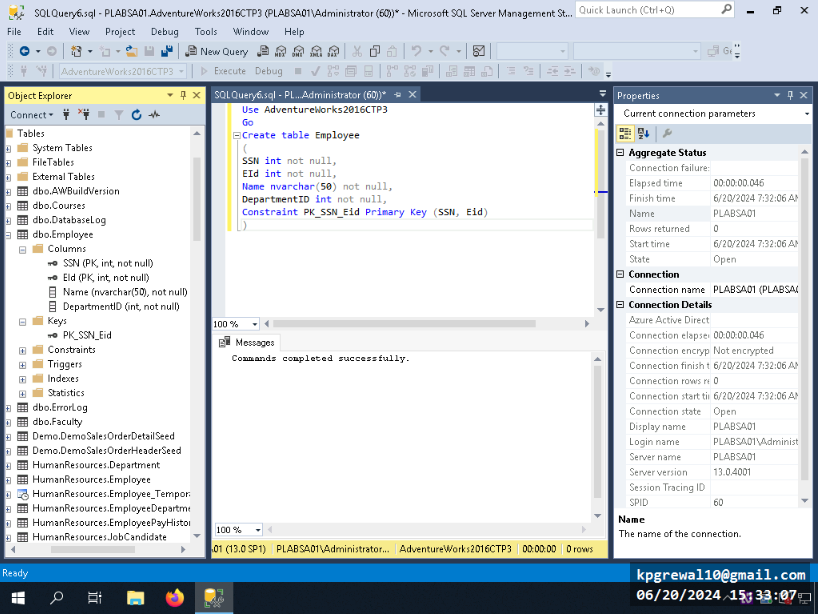 SQLQuery6.sql - PLABSA01.AdventureWorks2016CTP3 (PLABSA01\Administrator (60))* - Microsoft SQL Server Management St...
Quick Launch (Ctrl+Q)
File Edit View Project Debug Tools Window Help
New Query
AdventureWorks2016CTP3 Execute Debug
Object Explorer
Connect
Tables
System Tables
FileTables
External Tables
dbo.AWBuildVersion
dbo.Courses
dbo.DatabaseLog
dbo.Employee
Columns
SSN (PK, int, not null)
EId (PK, int, not null)
Name (nvarchar(50), not null)
DepartmentID (int, not null)
Keys
PK_SSN_Eid
Constraints
Triggers
Indexes
Statistics
dbo.ErrorLog
dbo.Faculty
Demo.DemoSalesOrderDetailSeed
Demo.DemoSalesOrderHeaderSeed
HumanResources.Department
HumanResources.Employee
HumanResources.Employee_Tempora
HumanResources.EmployeeDepartme
HumanResources.EmployeePayHistor
HumanResources.JobCandidate
SQLQuery6.sql - PL...Administrator (60))*
Use AdventureWorks2016CTP3
Go
Create table Employee
(
SSN int not null,
EId int not null,
Name nvarchar(50) not null,
DepartmentID int not null,
Constraint PK_SSN_Eid Primary Key (SSN, Eid)
)
100 %
Messages
Commands completed successfully.
100 %
A01 (13.0 SP1) PLABSA01\Administrator... AdventureWorks2016CTP3 00:00:00 0 rows
Properties
Current connection parameters
Aggregate Status
Connection failure:
Elapsed time 00:00:00.046
Finish time 6/20/2024 7:32:06 AM
Name PLABSA01
Rows returned 0
Start time 6/20/2024 7:32:06 AM
State Open
Connection
Connection name PLABSA01 (PLABSA
Connection Details
Azure Active Direct
Connection elapse 00:00:00.046
Connection encryp Not encrypted
Connection finish t 6/20/2024 7:32:06 AM
Connection rows re 0
Connection start ti 6/20/2024 7:32:06 AM
Connection state Open
Display name PLABSA01
Login name PLABSA01\Administ
Server name PLABSA01
Server version 13.0.4001
Session Tracing ID
SPID 60
Name
The name of the connection.
Ready
kpgrewal10@gmail.com
06/20/2024 15:33:07